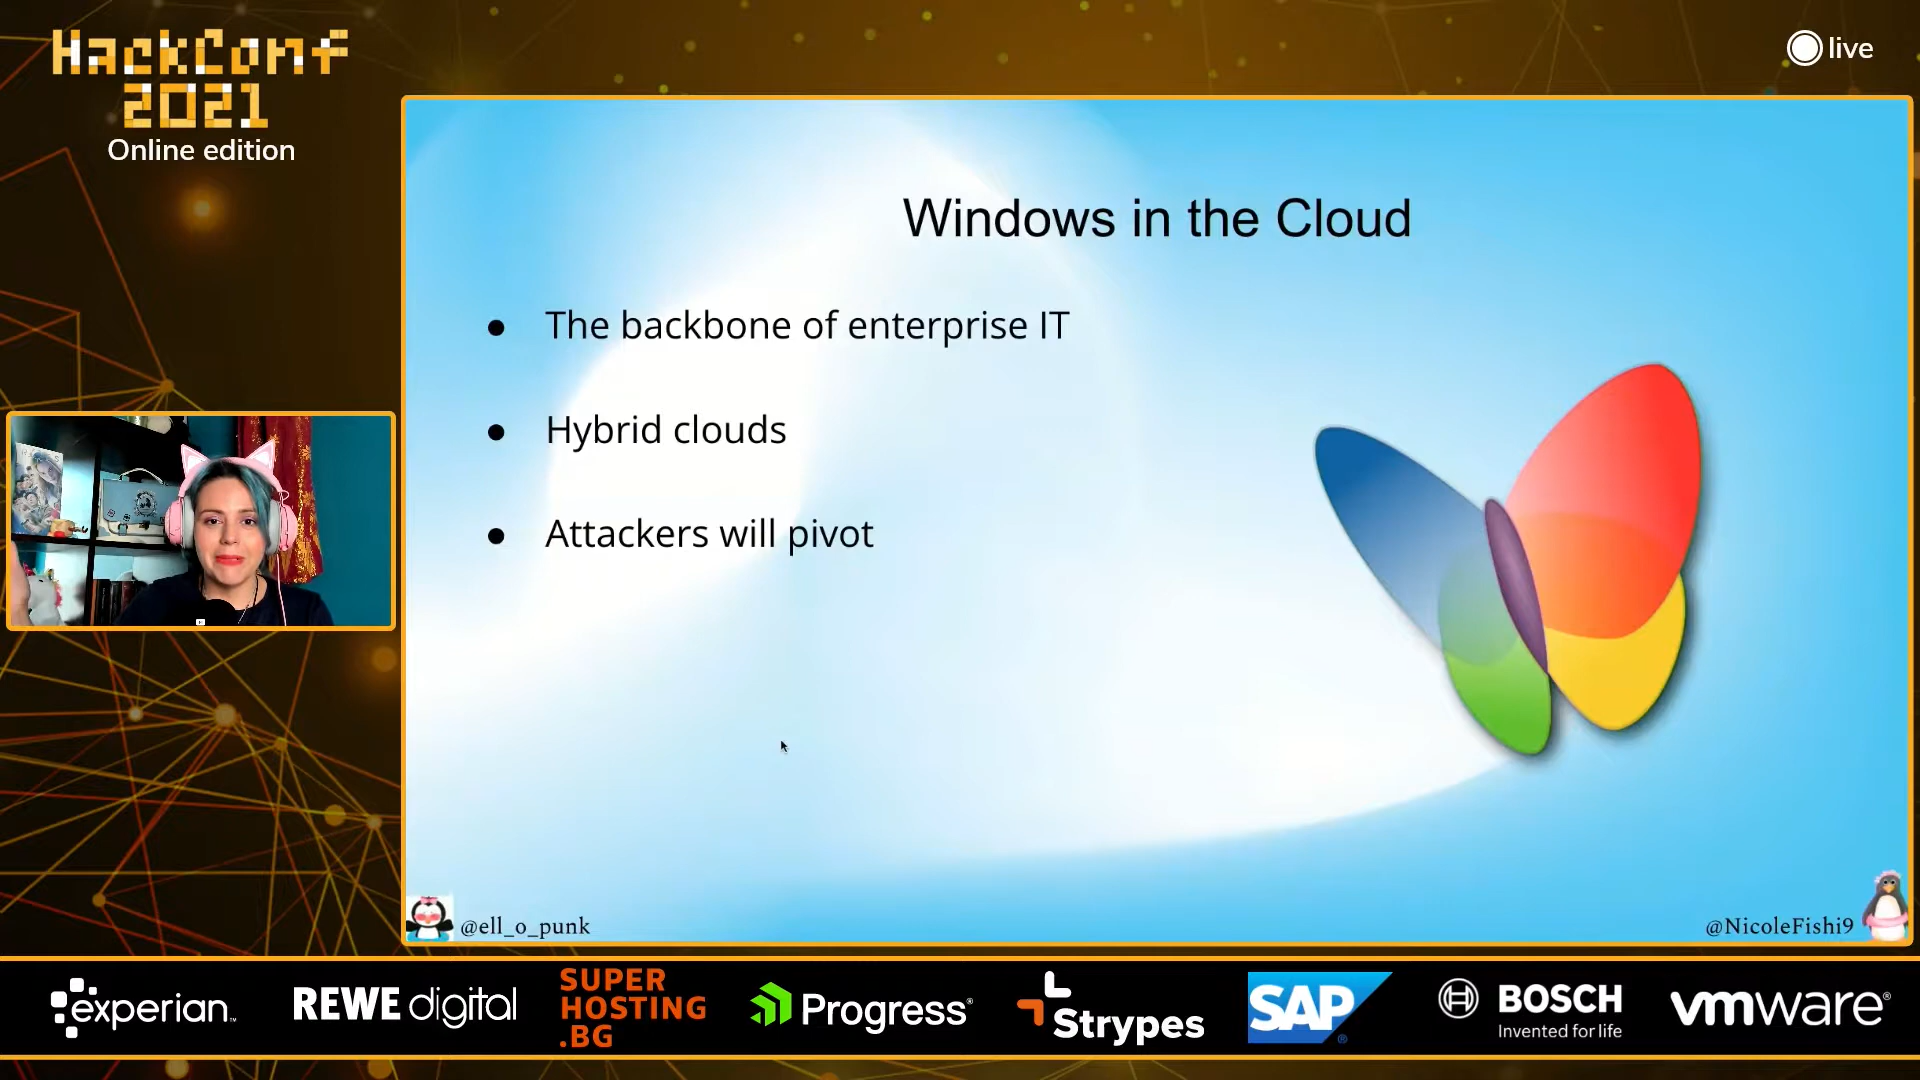 HackConf
2021
Online edition
live
Windows in the Cloud
● The backbone of enterprise IT
● Hybrid clouds
● Attackers will pivot
@ell_o_punk
@NicoleFishi9
experian™
REWE digital
SUPER
HOSTING
.BG
Progress®
Strypes
SAP®
BOSCH
Invented for life
vmware®